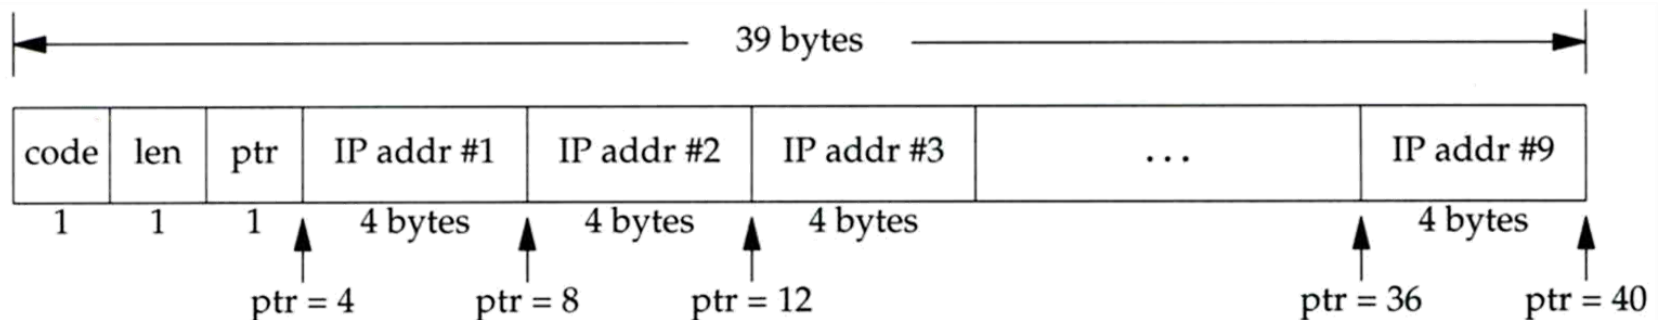 39 bytes
code len ptr IP addr #1 IP addr #2 IP addr #3 ... IP addr #9
1 1 1 4 bytes 4 bytes 4 bytes 4 bytes
ptr = 4 ptr = 8 ptr = 12 ptr = 36 ptr = 40